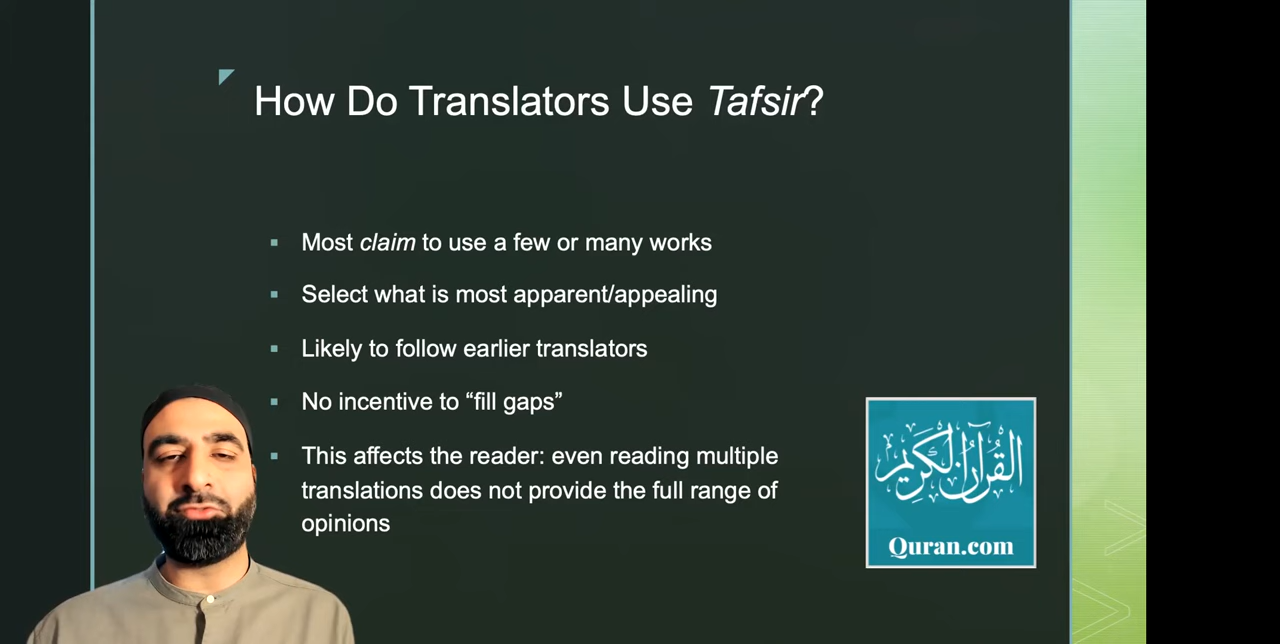 How Do Translators Use Tafsir?
Most claim to use a few or many works
Select what is most apparent/appealing
Likely to follow earlier translators
No incentive to “fill gaps”
This affects the reader: even reading multiple
translations does not provide the full range of
opinions
القرآن الكريم
Quran.com